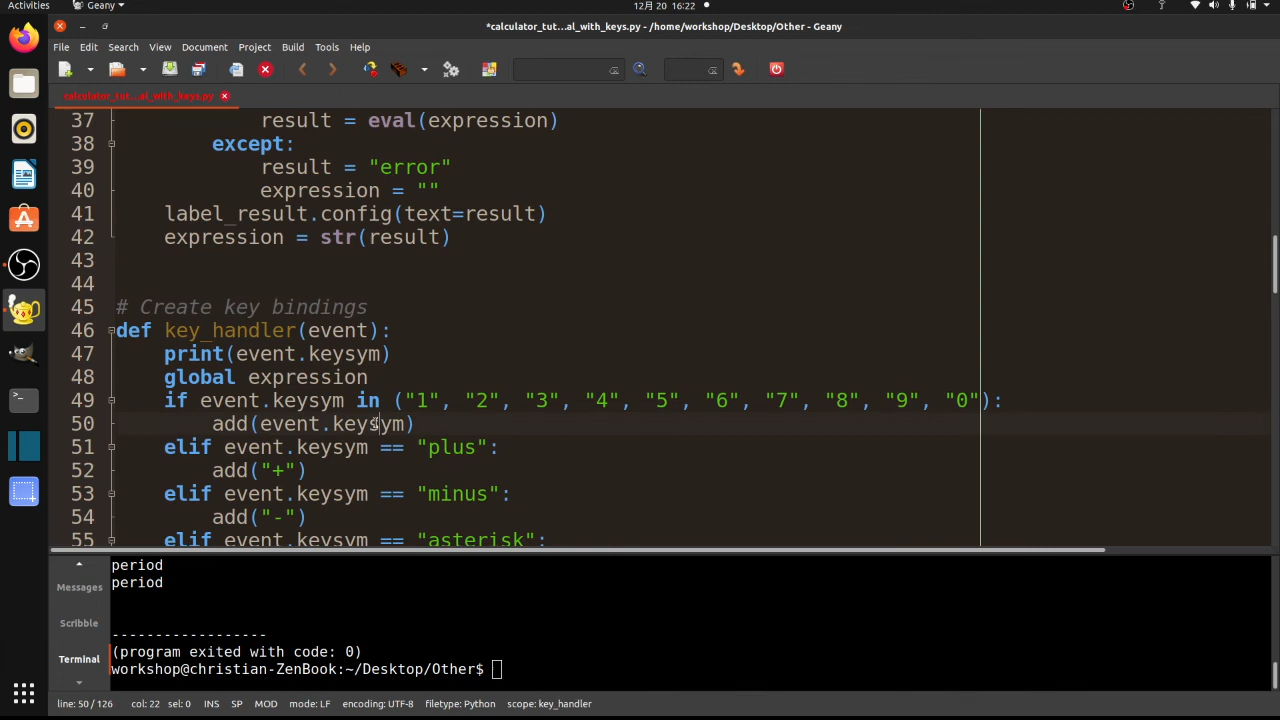 Activities
Geany
12月 20 16:22
*calculator_tut...al_with_keys.py - /home/workshop/Desktop/Other - Geany
File Edit Search View Document Project Build Tools Help
calculator_tut...al_with_keys.py
37 result = eval(expression)
38 except:
39 result = "error"
40 expression = ""
41 label_result.config(text=result)
42 expression = str(result)
43
44
45 # Create key bindings
46 def key_handler(event):
47 print(event.keysym)
48 global expression
49 if event.keysym in ("1", "2", "3", "4", "5", "6", "7", "8", "9", "0"):
50 add(event.keysym)
51 elif event.keysym == "plus":
52 add("+")
53 elif event.keysym == "minus":
54 add("-")
55 elif event.keysym == "asterisk":
Messages
Scribble
Terminal
period
period
------------------
(program exited with code: 0)
workshop@christian-ZenBook:~/Desktop/Other$
line: 50 / 126 col: 22 sel: 0 INS SP MOD mode: LF encoding: UTF-8 filetype: Python scope: key_handler